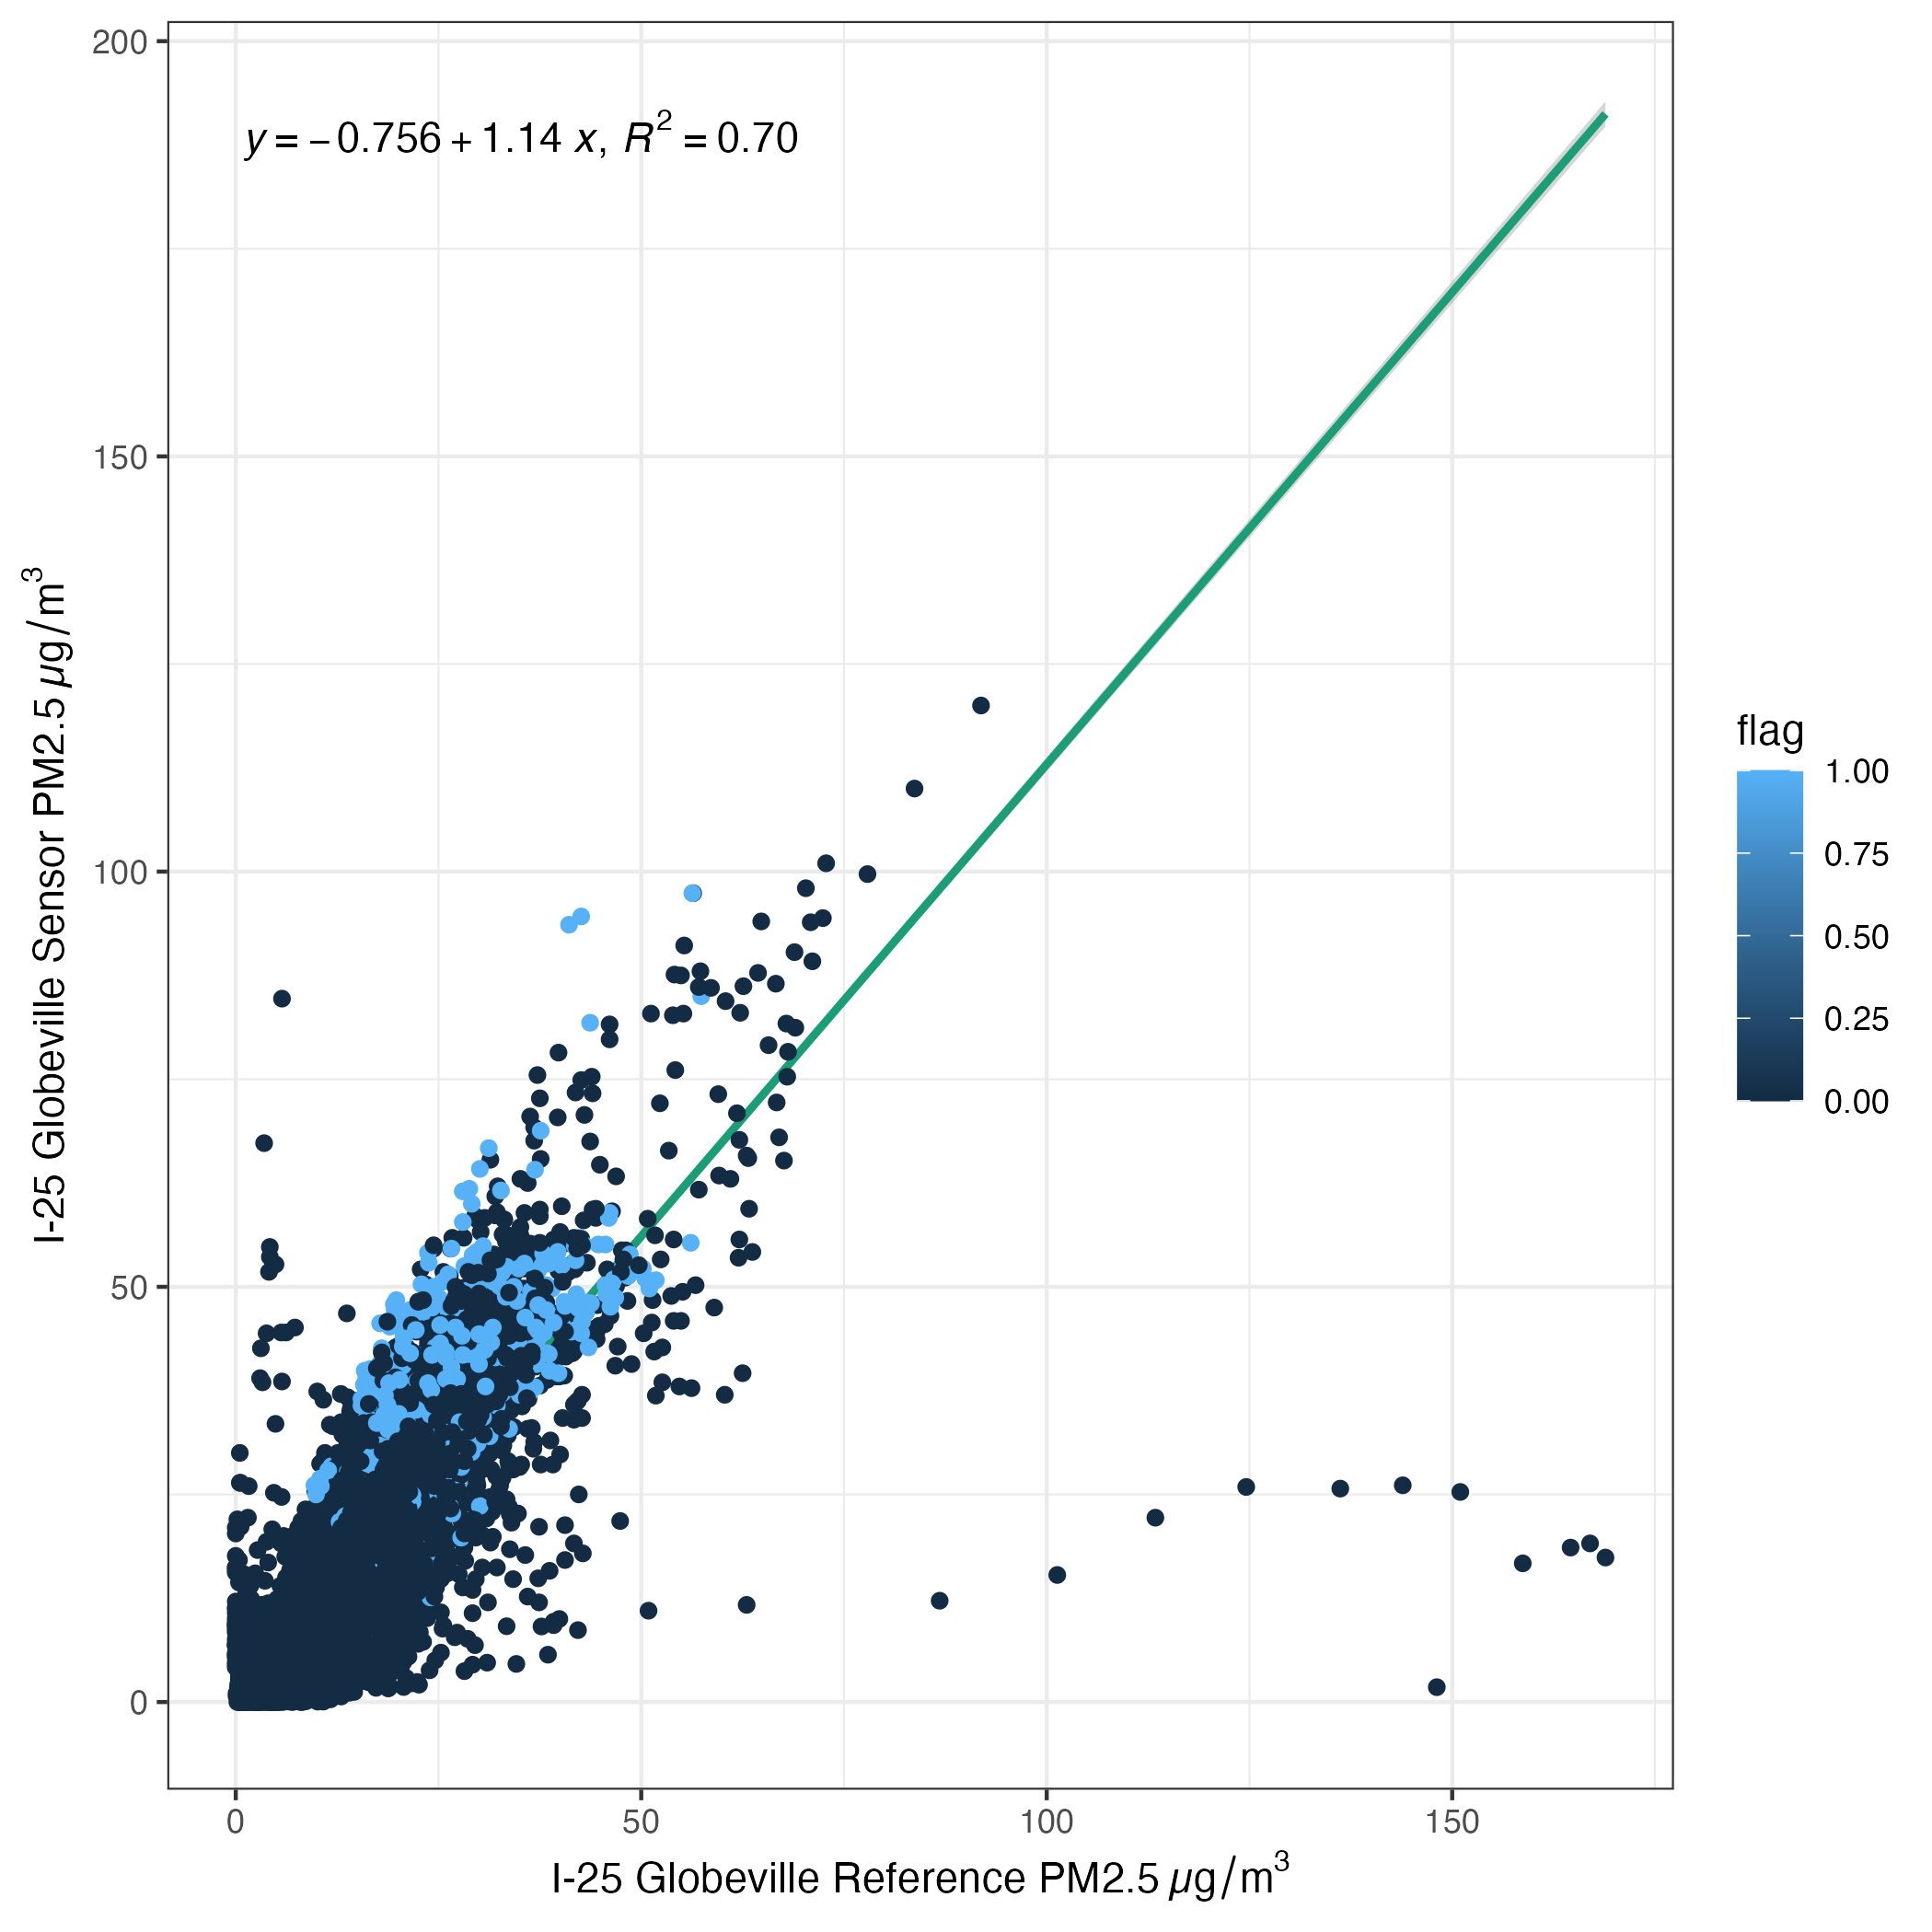 200
y = −0.756 + 1.14 x, R² = 0.70
150
100
50
0
I-25 Globeville Sensor PM2.5 µg/m³
0 50 100 150
I-25 Globeville Reference PM2.5 µg/m³
flag
1.00
0.75
0.50
0.25
0.00